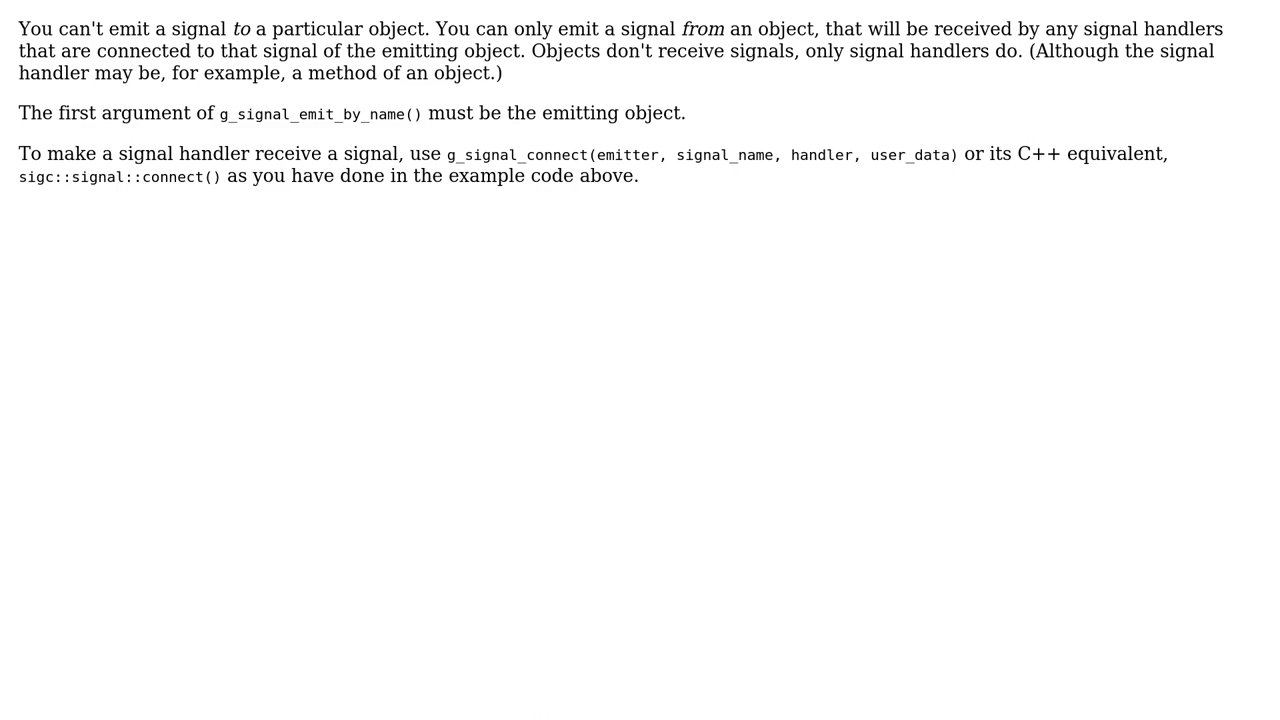 You can't emit a signal to a particular object. You can only emit a signal from an object, that will be received by any signal handlers
that are connected to that signal of the emitting object. Objects don't receive signals, only signal handlers do. (Although the signal
handler may be, for example, a method of an object.)
The first argument of g_signal_emit_by_name() must be the emitting object.
To make a signal handler receive a signal, use g_signal_connect(emitter, signal_name, handler, user_data) or its C++ equivalent,
sigc::signal::connect() as you have done in the example code above.